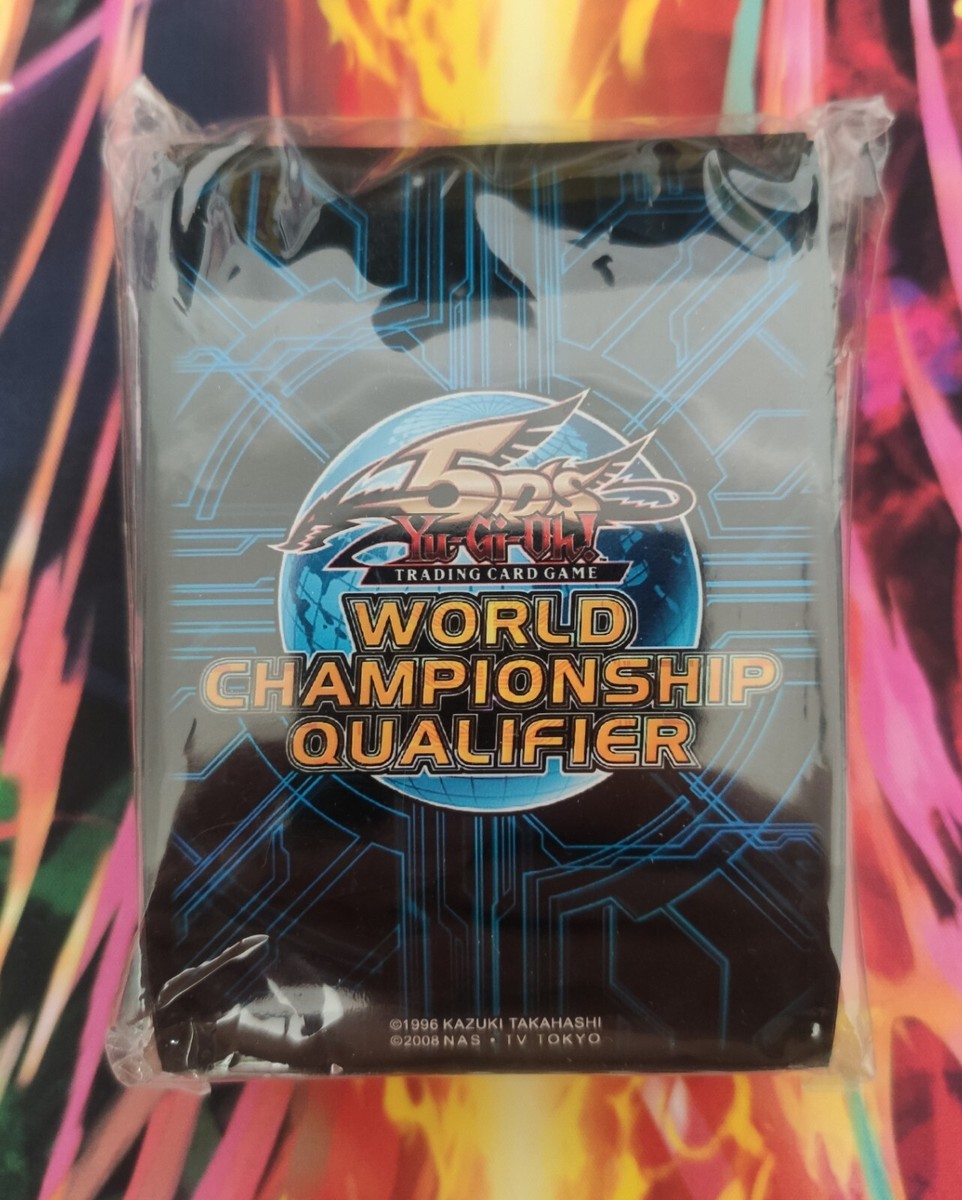 5D's
Yu-Gi-Oh!
TRADING CARD GAME
WORLD
CHAMPIONSHIP
QUALIFIER
©1996 KAZUKI TAKAHASHI
©2008 NAS • TV TOKYO